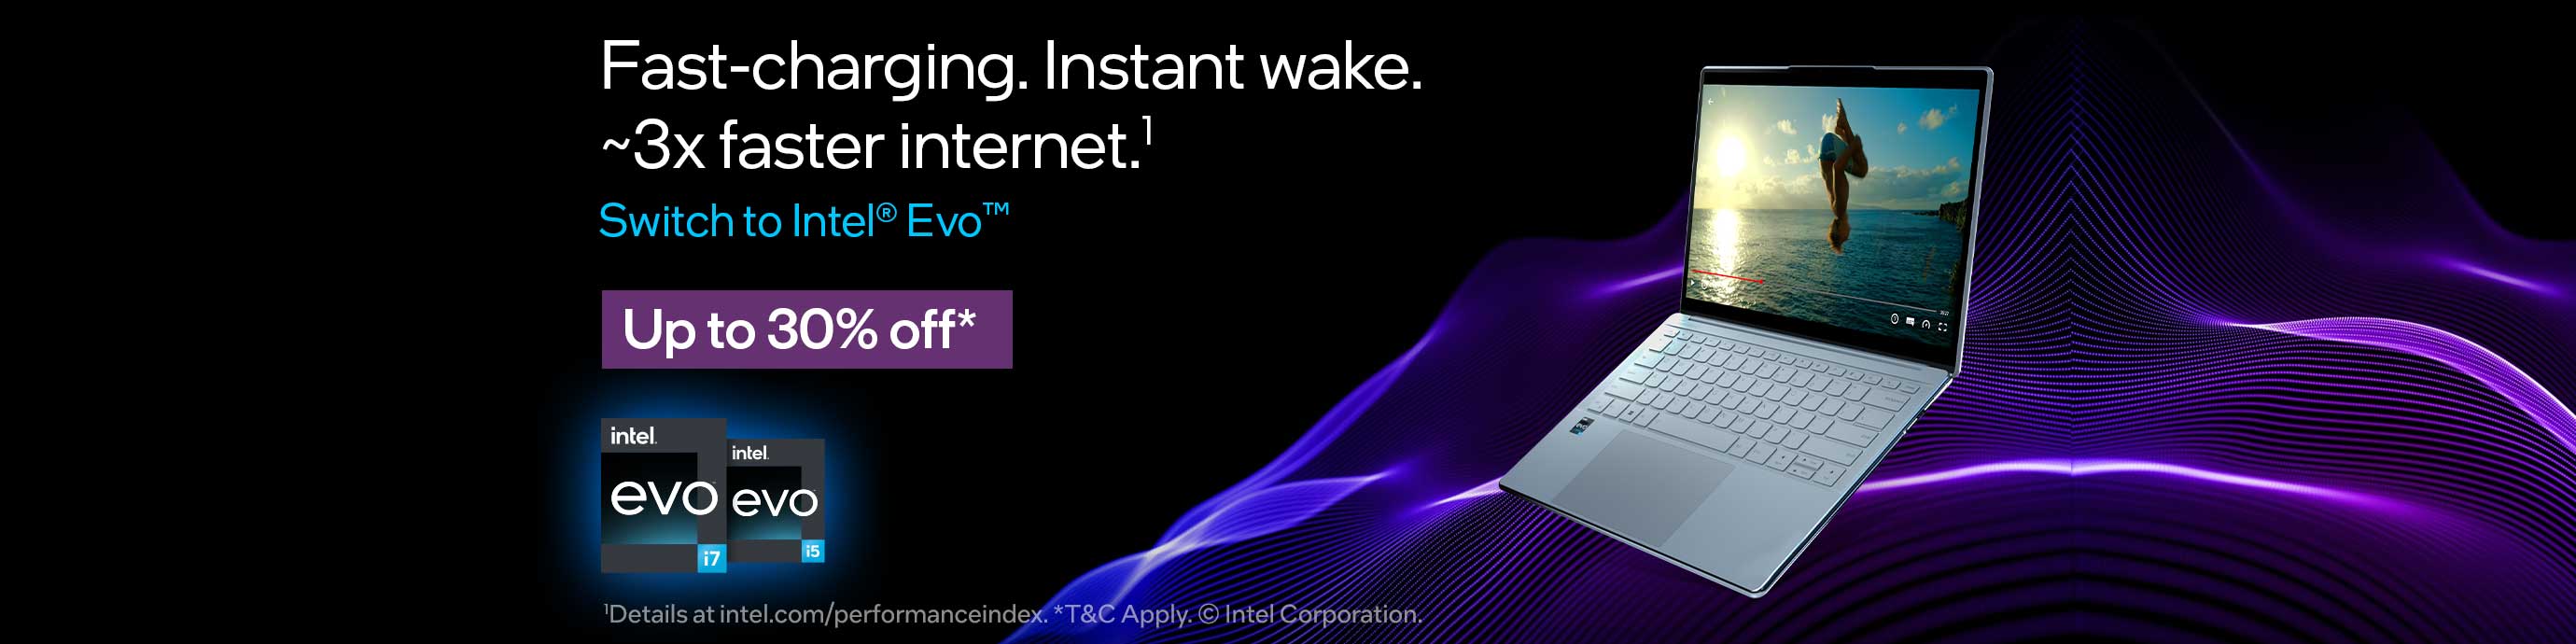 Fast-charging. Instant wake.
~3x faster internet.¹
Switch to Intel® Evo™
Up to 30% off*
intel.
evo
i7
intel.
evo
i5
¹Details at intel.com/performanceindex. *T&C Apply. © Intel Corporation.